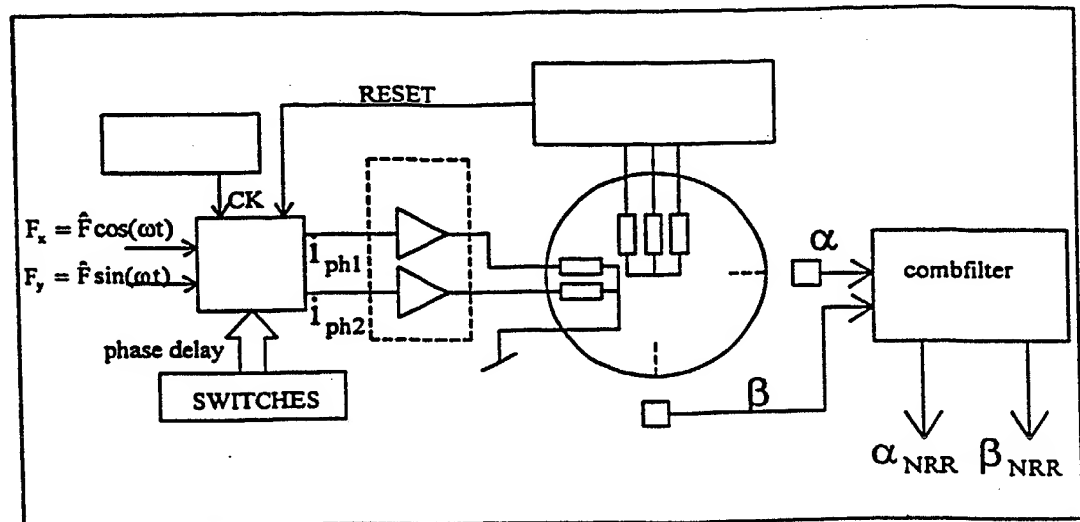 RESET
CK
F_x = F̂cos(ωt)
F_y = F̂sin(ωt)
i_ph1
i_ph2
phase delay
SWITCHES
α
combfilter
β
α_NRR β_NRR